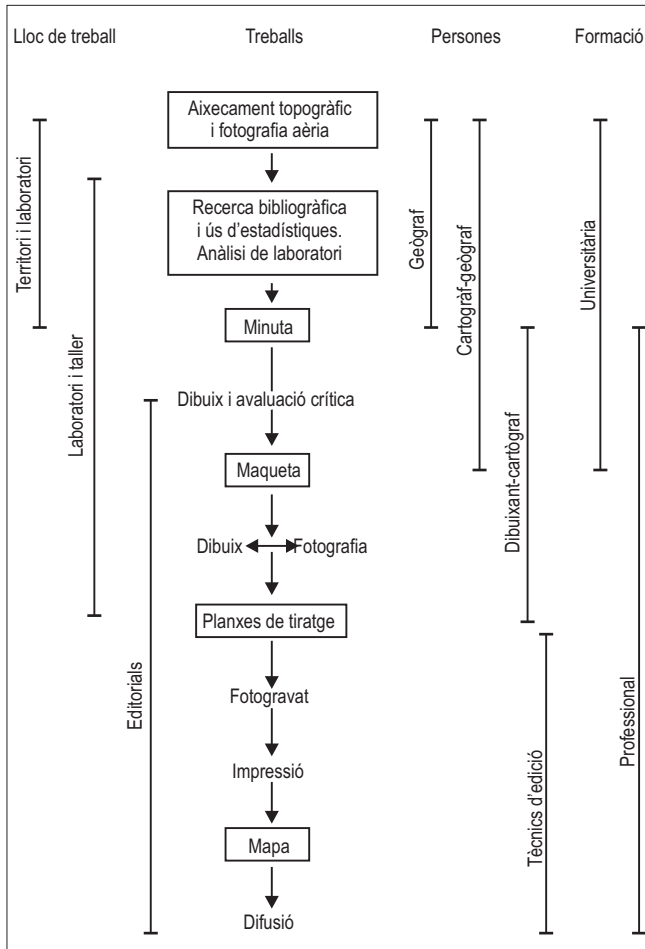 Lloc de treball
Treballs
Persones
Formació
Aixecament topogràfic
i fotografia aèria
Recerca bibliogràfica
i ús d'estadístiques.
Anàlisi de laboratori
Minuta
Dibuix i avaluació crítica
Maqueta
Dibuix
Fotografia
Planxes de tiratge
Fotogravat
Impressió
Mapa
Difusió
Territori i laboratori
Laboratori i taller
Editorials
Geògraf
Cartogràf-geògraf
Dibuixant-cartògraf
Tècnics d'edició
Universitària
Professional